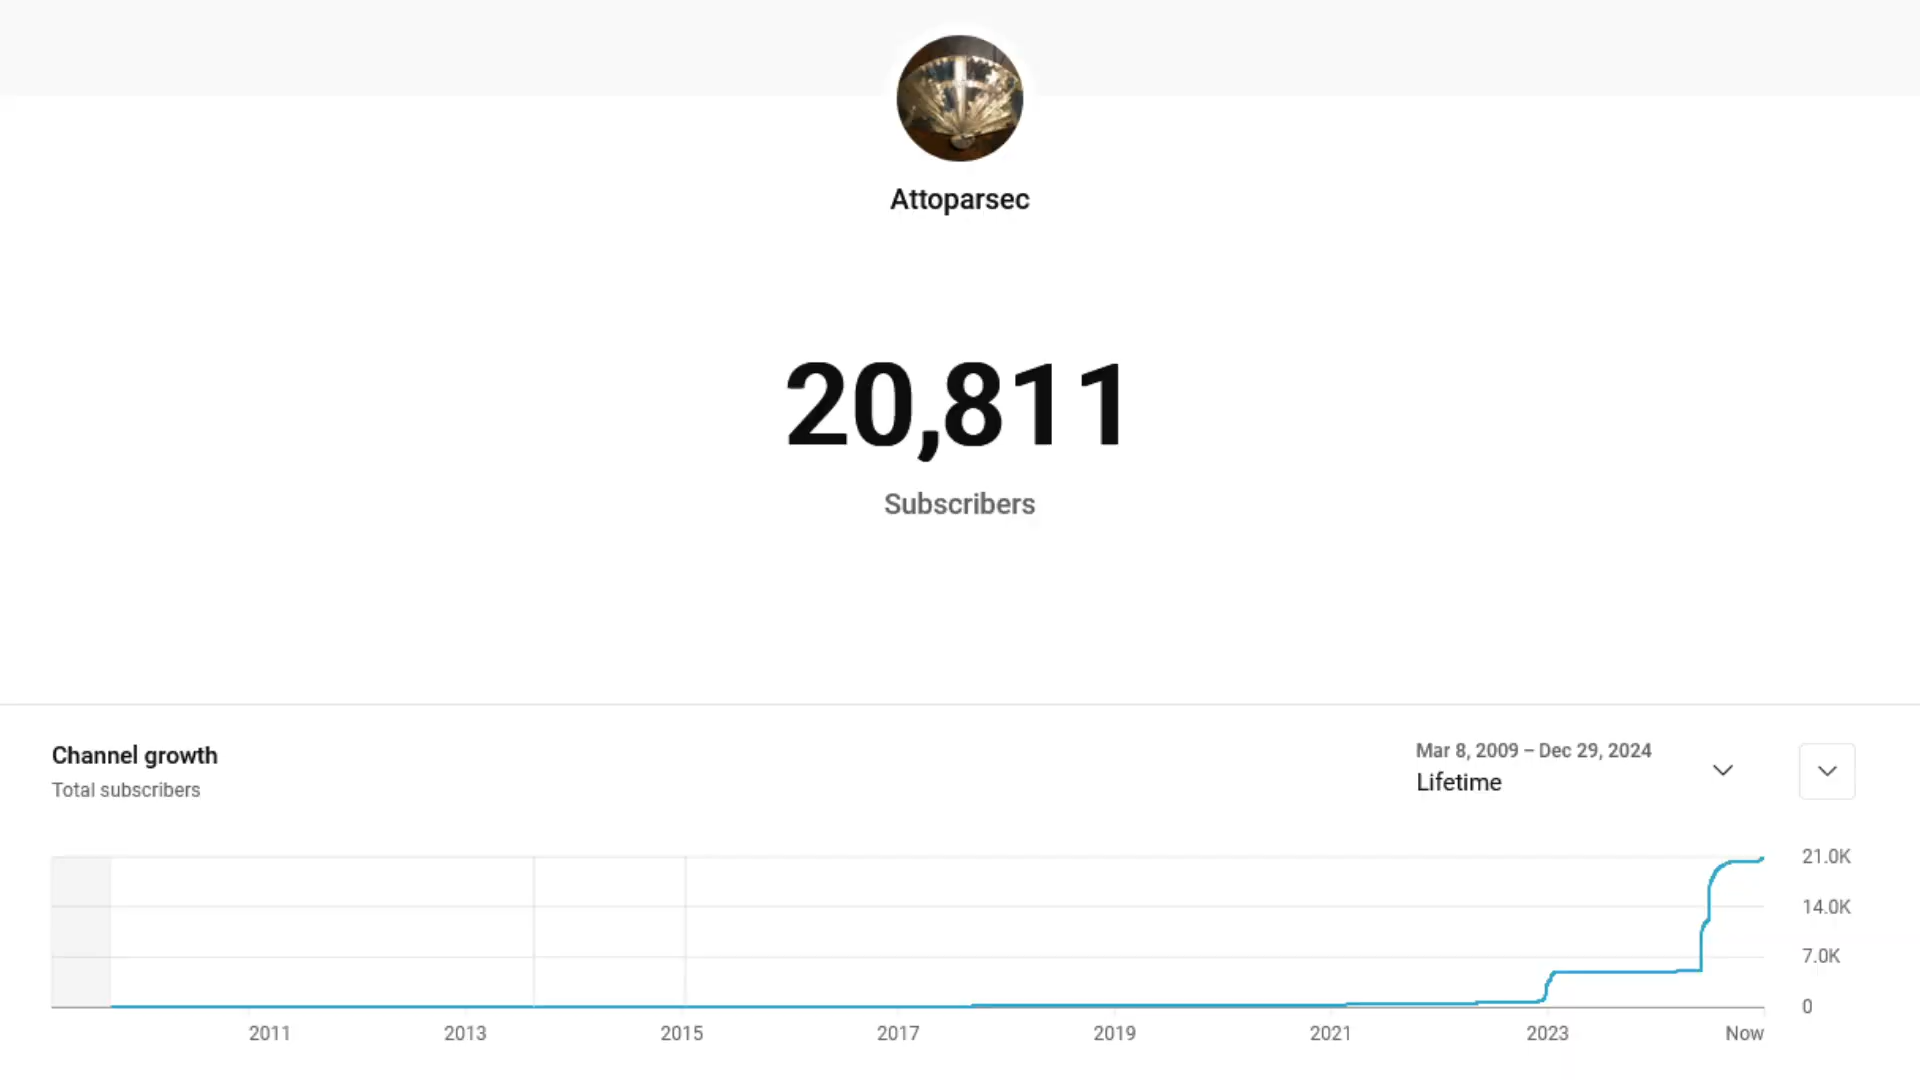 Attoparsec
20,811
Subscribers
Channel growth
Total subscribers
Mar 8, 2009 – Dec 29, 2024
Lifetime
21.0K
14.0K
7.0K
0
2011 2013 2015 2017 2019 2021 2023 Now